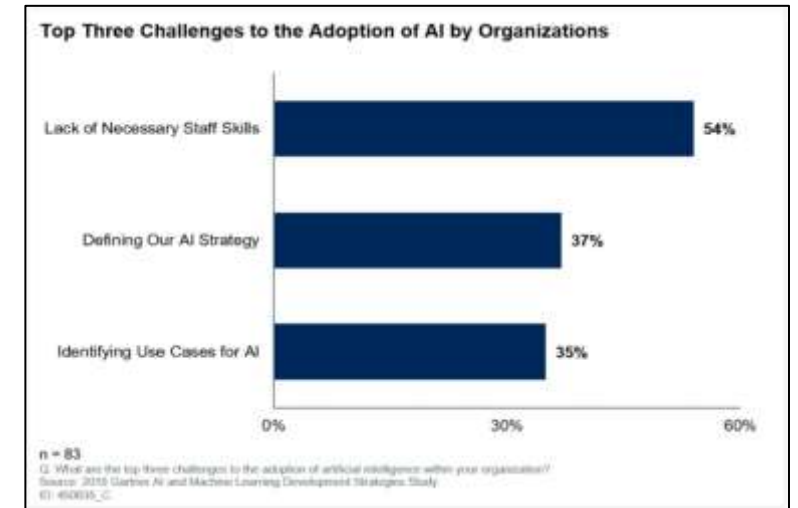 Top Three Challenges to the Adoption of AI by Organizations
Lack of Necessary Staff Skills
54%
Defining Our AI Strategy
37%
Identifying Use Cases for AI
35%
0% 30% 60%
n = 83
Q. What are the top three challenges to the adoption of artificial intelligence within your organization?
Source: Gartner AI and Machine Learning Development Strategies Study
ID: